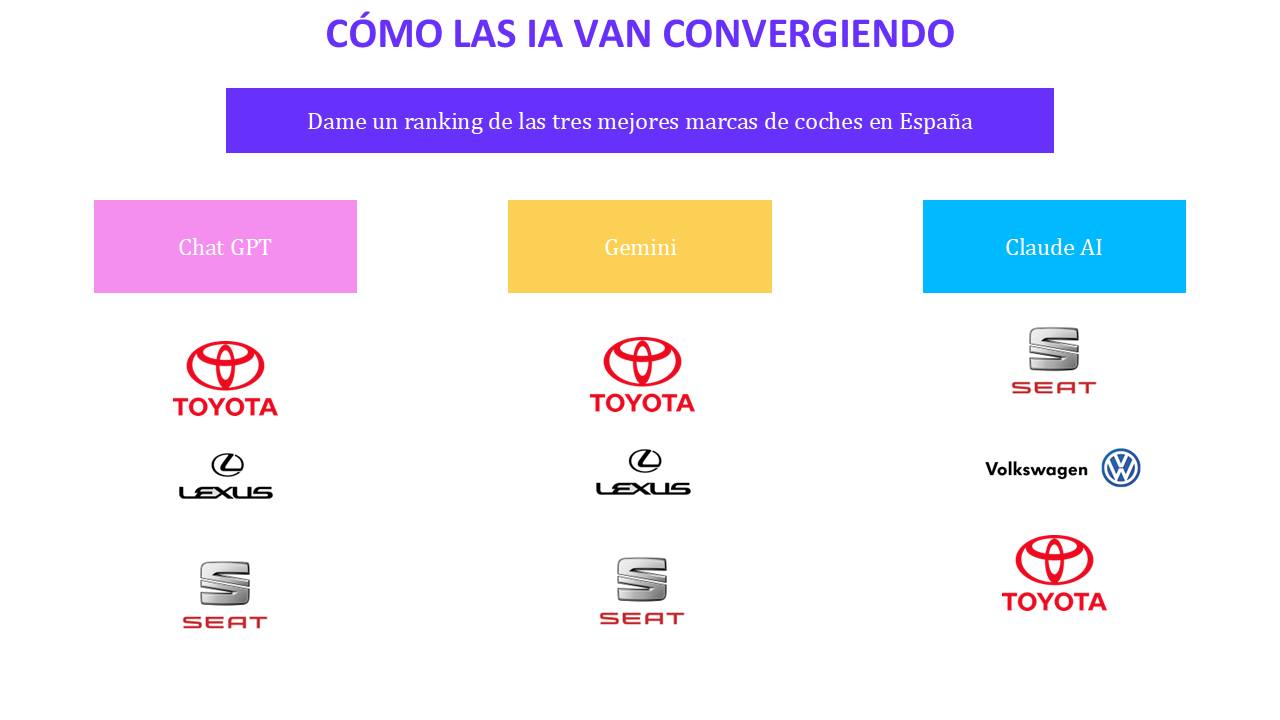 CÓMO LAS IA VAN CONVERGIENDO
Dame un ranking de las tres mejores marcas de coches en España
Chat GPT
Gemini
Claude AI
TOYOTA
TOYOTA
SEAT
LEXUS
LEXUS
Volkswagen
SEAT
SEAT
TOYOTA